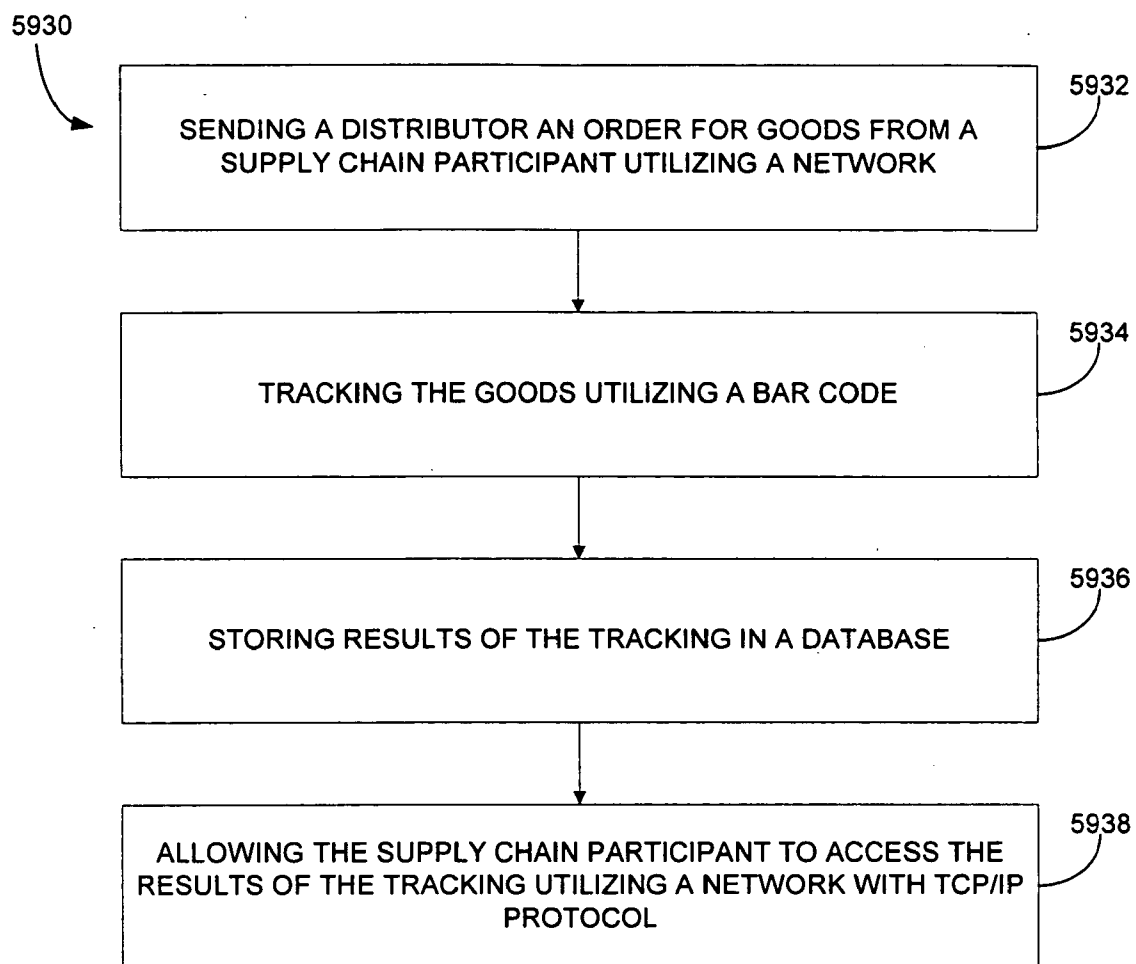 5930
5932
SENDING A DISTRIBUTOR AN ORDER FOR GOODS FROM A
SUPPLY CHAIN PARTICIPANT UTILIZING A NETWORK
5934
TRACKING THE GOODS UTILIZING A BAR CODE
5936
STORING RESULTS OF THE TRACKING IN A DATABASE
5938
ALLOWING THE SUPPLY CHAIN PARTICIPANT TO ACCESS THE
RESULTS OF THE TRACKING UTILIZING A NETWORK WITH TCP/IP
PROTOCOL